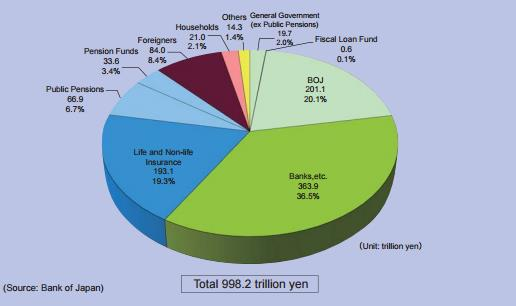 General Government
(ex Public Pensions)
19.7
2.0%
Fiscal Loan Fund
0.6
0.1%
BOJ
201.1
20.1%
Banks,etc.
363.9
36.5%
Life and Non-life
Insurance
193.1
19.3%
Public Pensions
66.9
6.7%
Pension Funds
33.6
3.4%
Foreigners
84.0
8.4%
Households
21.0
2.1%
Others
14.3
1.4%
(Unit: trillion yen)
(Source: Bank of Japan)
Total 998.2 trillion yen